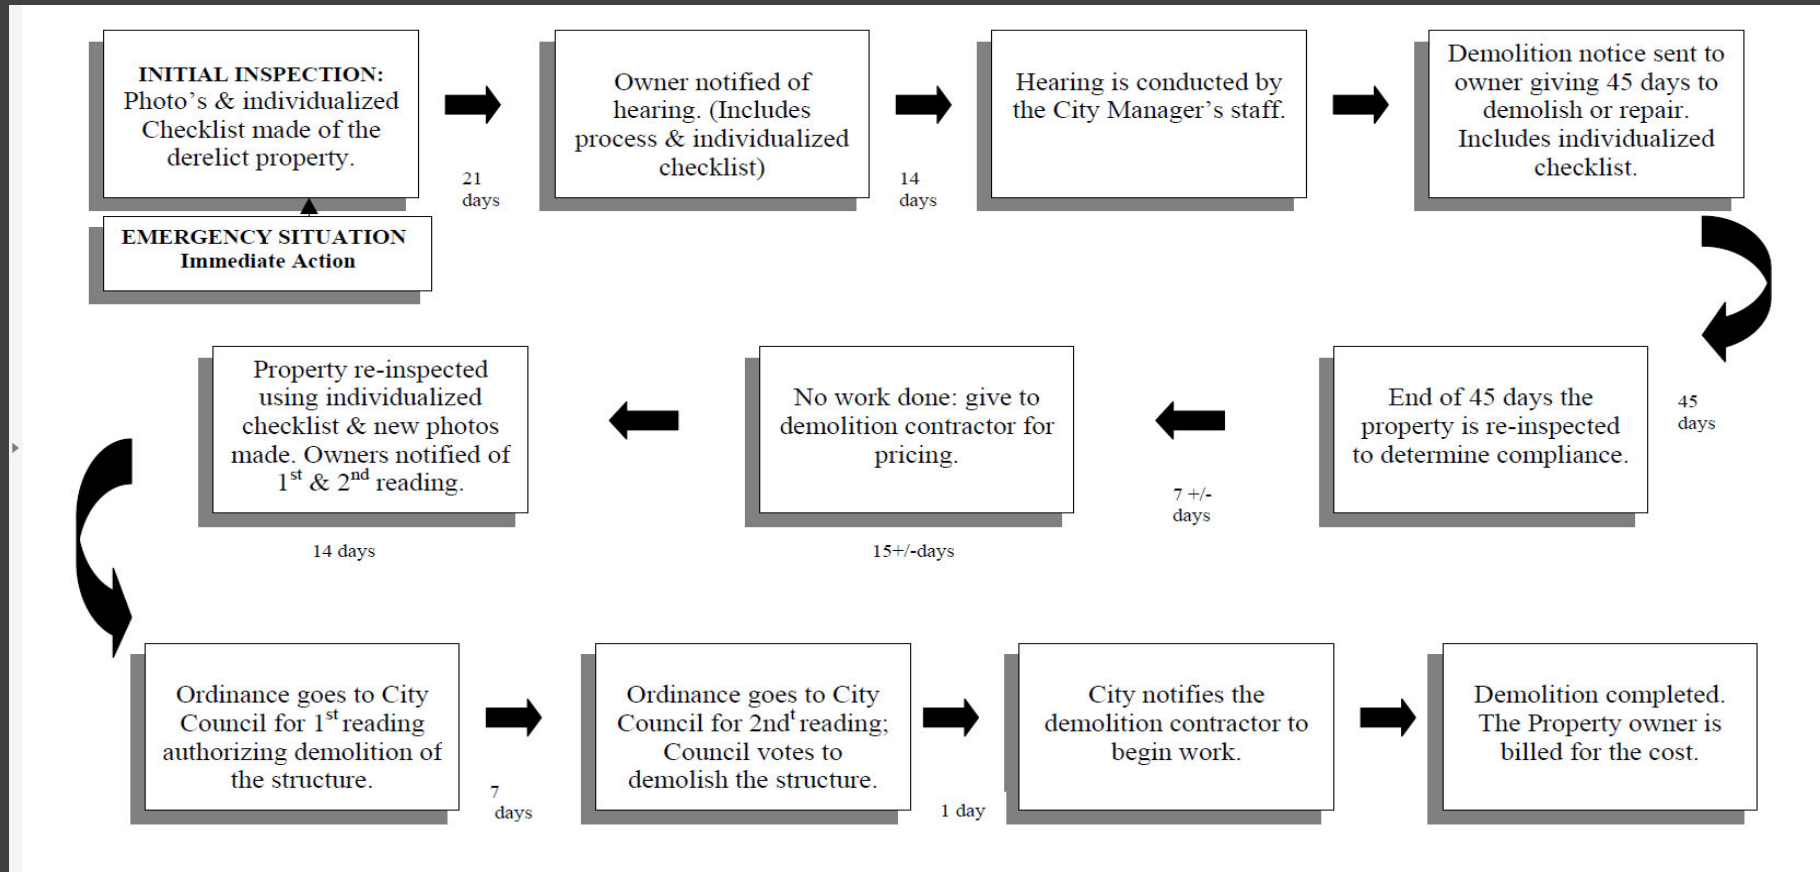 INITIAL INSPECTION:
Photo’s & individualized
Checklist made of the
derelict property.
21
days
Owner notified of
hearing. (Includes
process & individualized
checklist)
14
days
Hearing is conducted by
the City Manager’s staff.
Demolition notice sent to
owner giving 45 days to
demolish or repair.
Includes individualized
checklist.
EMERGENCY SITUATION
Immediate Action
45
days
End of 45 days the
property is re-inspected
to determine compliance.
7 +/-
days
No work done: give to
demolition contractor for
pricing.
15+/-days
Property re-inspected
using individualized
checklist & new photos
made. Owners notified of
1st & 2nd reading.
14 days
Ordinance goes to City
Council for 1st reading
authorizing demolition of
the structure.
7
days
Ordinance goes to City
Council for 2ndt reading;
Council votes to
demolish the structure.
1 day
City notifies the
demolition contractor to
begin work.
Demolition completed.
The Property owner is
billed for the cost.